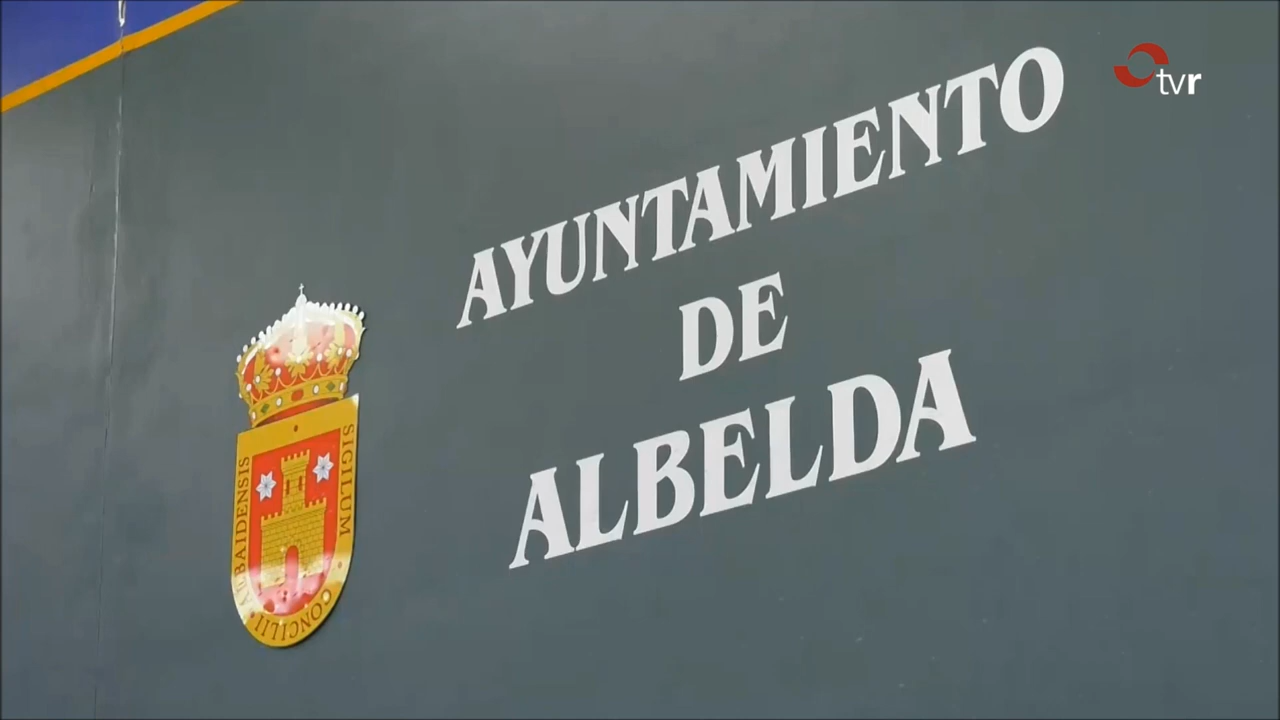 AYUNTAMIENTO
DE
ALBELDA
SIGILUM CONCILII ALBAIDENSIS
tvr